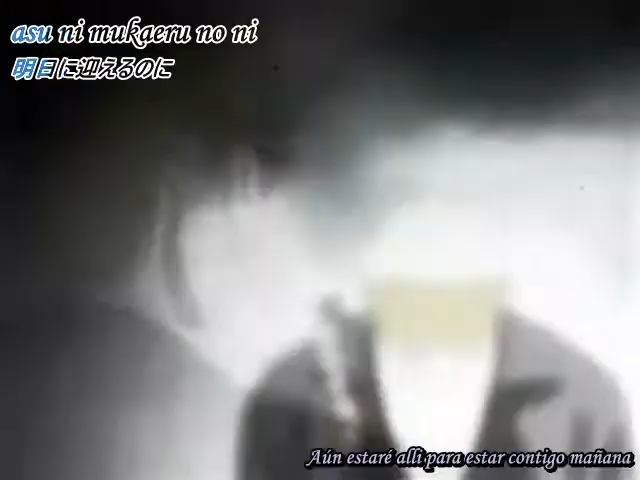 asu ni mukaeru no ni
明日に迎えるのに
Aún estaré alli para estar contigo mañana